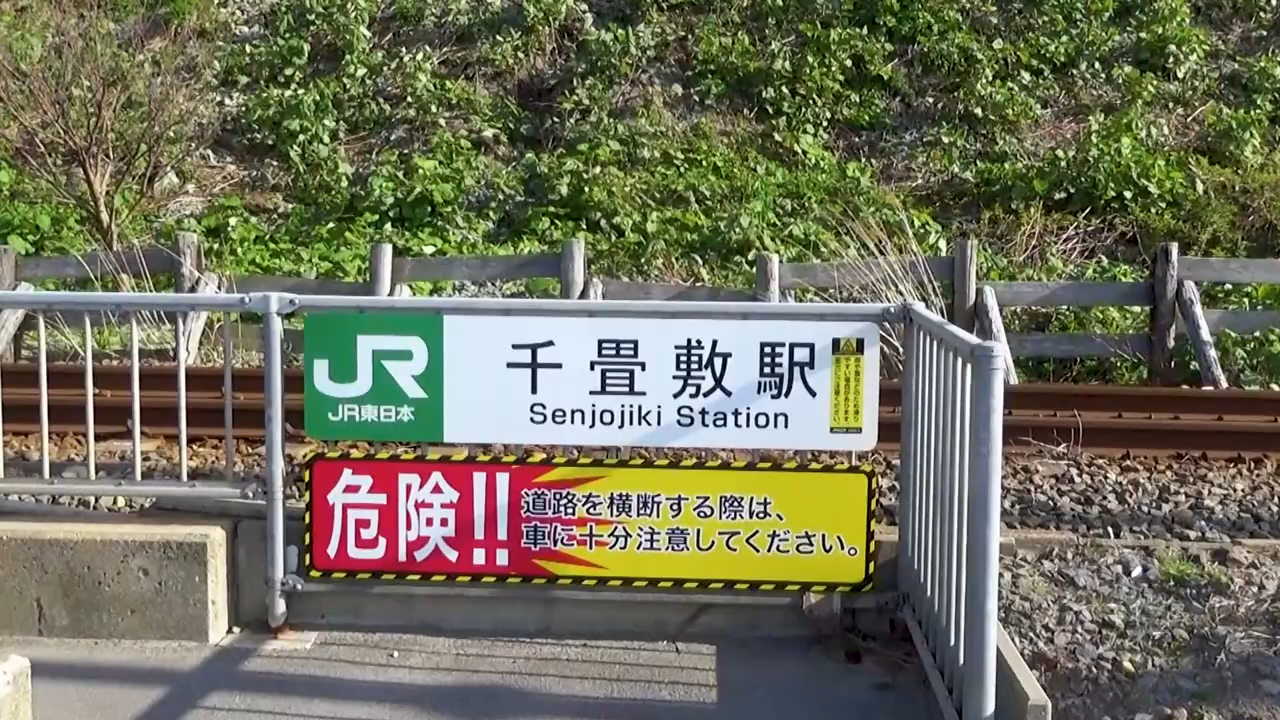 JR
JR東日本
千畳敷駅
Senjojiki Station
危険!!
道路を横断する際は、
車に十分注意してください。